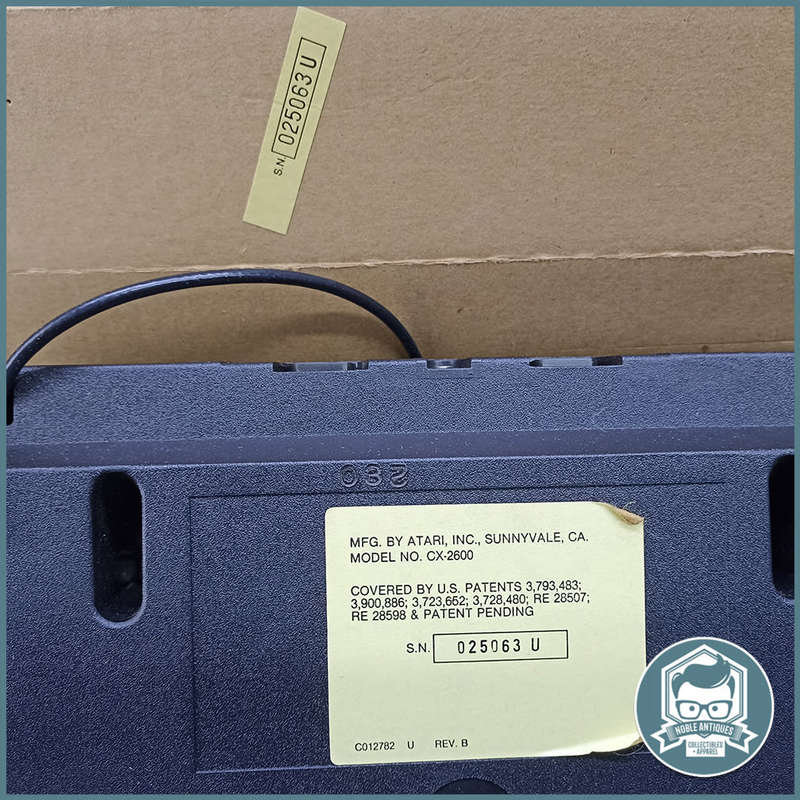 S.N. 025063 U
032
MFG. BY ATARI, INC., SUNNYVALE, CA.
MODEL NO. CX-2600
COVERED BY U.S. PATENTS 3,793,483;
3,900,886; 3,723,652; 3,728,480; RE 28507;
RE 28598 & PATENT PENDING
S.N. 025063 U
C012782 U REV. B
NOBLE ANTIQUES
COLLECTIBLES
+ APPAREL